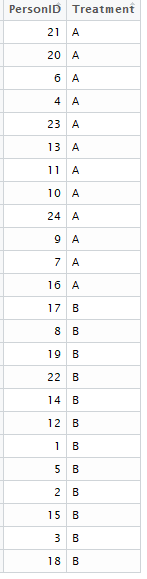 PersonID Treatment
21 A
20 A
6 A
4 A
23 A
13 A
11 A
10 A
24 A
9 A
7 A
16 A
17 B
8 B
19 B
22 B
14 B
12 B
1 B
5 B
2 B
15 B
3 B
18 B